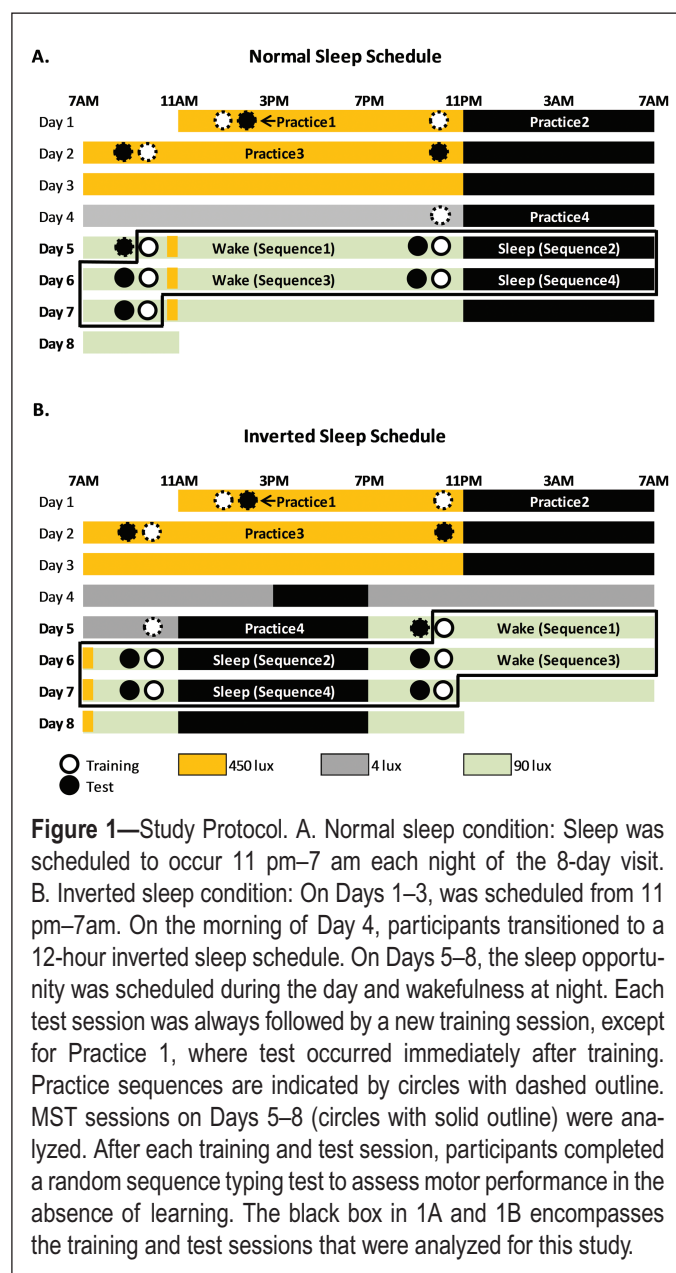 A.
Normal Sleep Schedule
7AM 11AM 3PM 7PM 11PM 3AM 7AM
Day 1 ←Practice1 Practice2
Day 2 Practice3
Day 3
Day 4 Practice4
Day 5 Wake (Sequence1) Sleep (Sequence2)
Day 6 Wake (Sequence3) Sleep (Sequence4)
Day 7
Day 8
B.
Inverted Sleep Schedule
7AM 11AM 3PM 7PM 11PM 3AM 7AM
Day 1 ←Practice1 Practice2
Day 2 Practice3
Day 3
Day 4
Day 5 Practice4 Wake (Sequence1)
Day 6 Sleep (Sequence2) Wake (Sequence3)
Day 7 Sleep (Sequence4)
Day 8
Training 450 lux 4 lux 90 lux
Test
Figure 1—Study Protocol. A. Normal sleep condition: Sleep was
scheduled to occur 11 pm–7 am each night of the 8-day visit.
B. Inverted sleep condition: On Days 1–3, was scheduled from 11
pm–7am. On the morning of Day 4, participants transitioned to a
12-hour inverted sleep schedule. On Days 5–8, the sleep opportu-
nity was scheduled during the day and wakefulness at night. Each
test session was always followed by a new training session, except
for Practice 1, where test occurred immediately after training.
Practice sequences are indicated by circles with dashed outline.
MST sessions on Days 5–8 (circles with solid outline) were ana-
lyzed. After each training and test session, participants completed
a random sequence typing test to assess motor performance in the
absence of learning. The black box in 1A and 1B encompasses
the training and test sessions that were analyzed for this study.